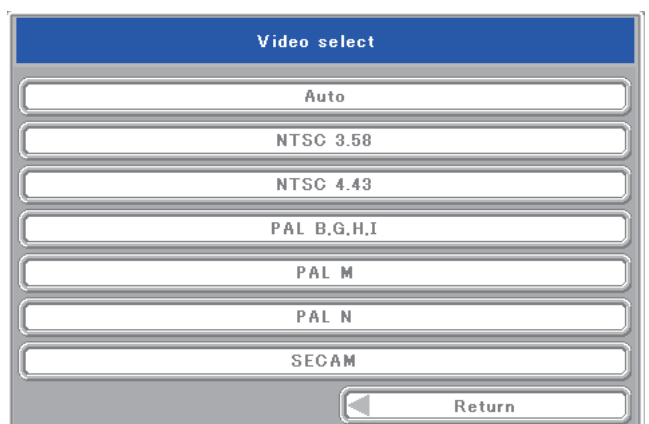 Video select
Auto
NTSC 3.58
NTSC 4.43
PAL B,G,H,I
PAL M
PAL N
SECAM
Return